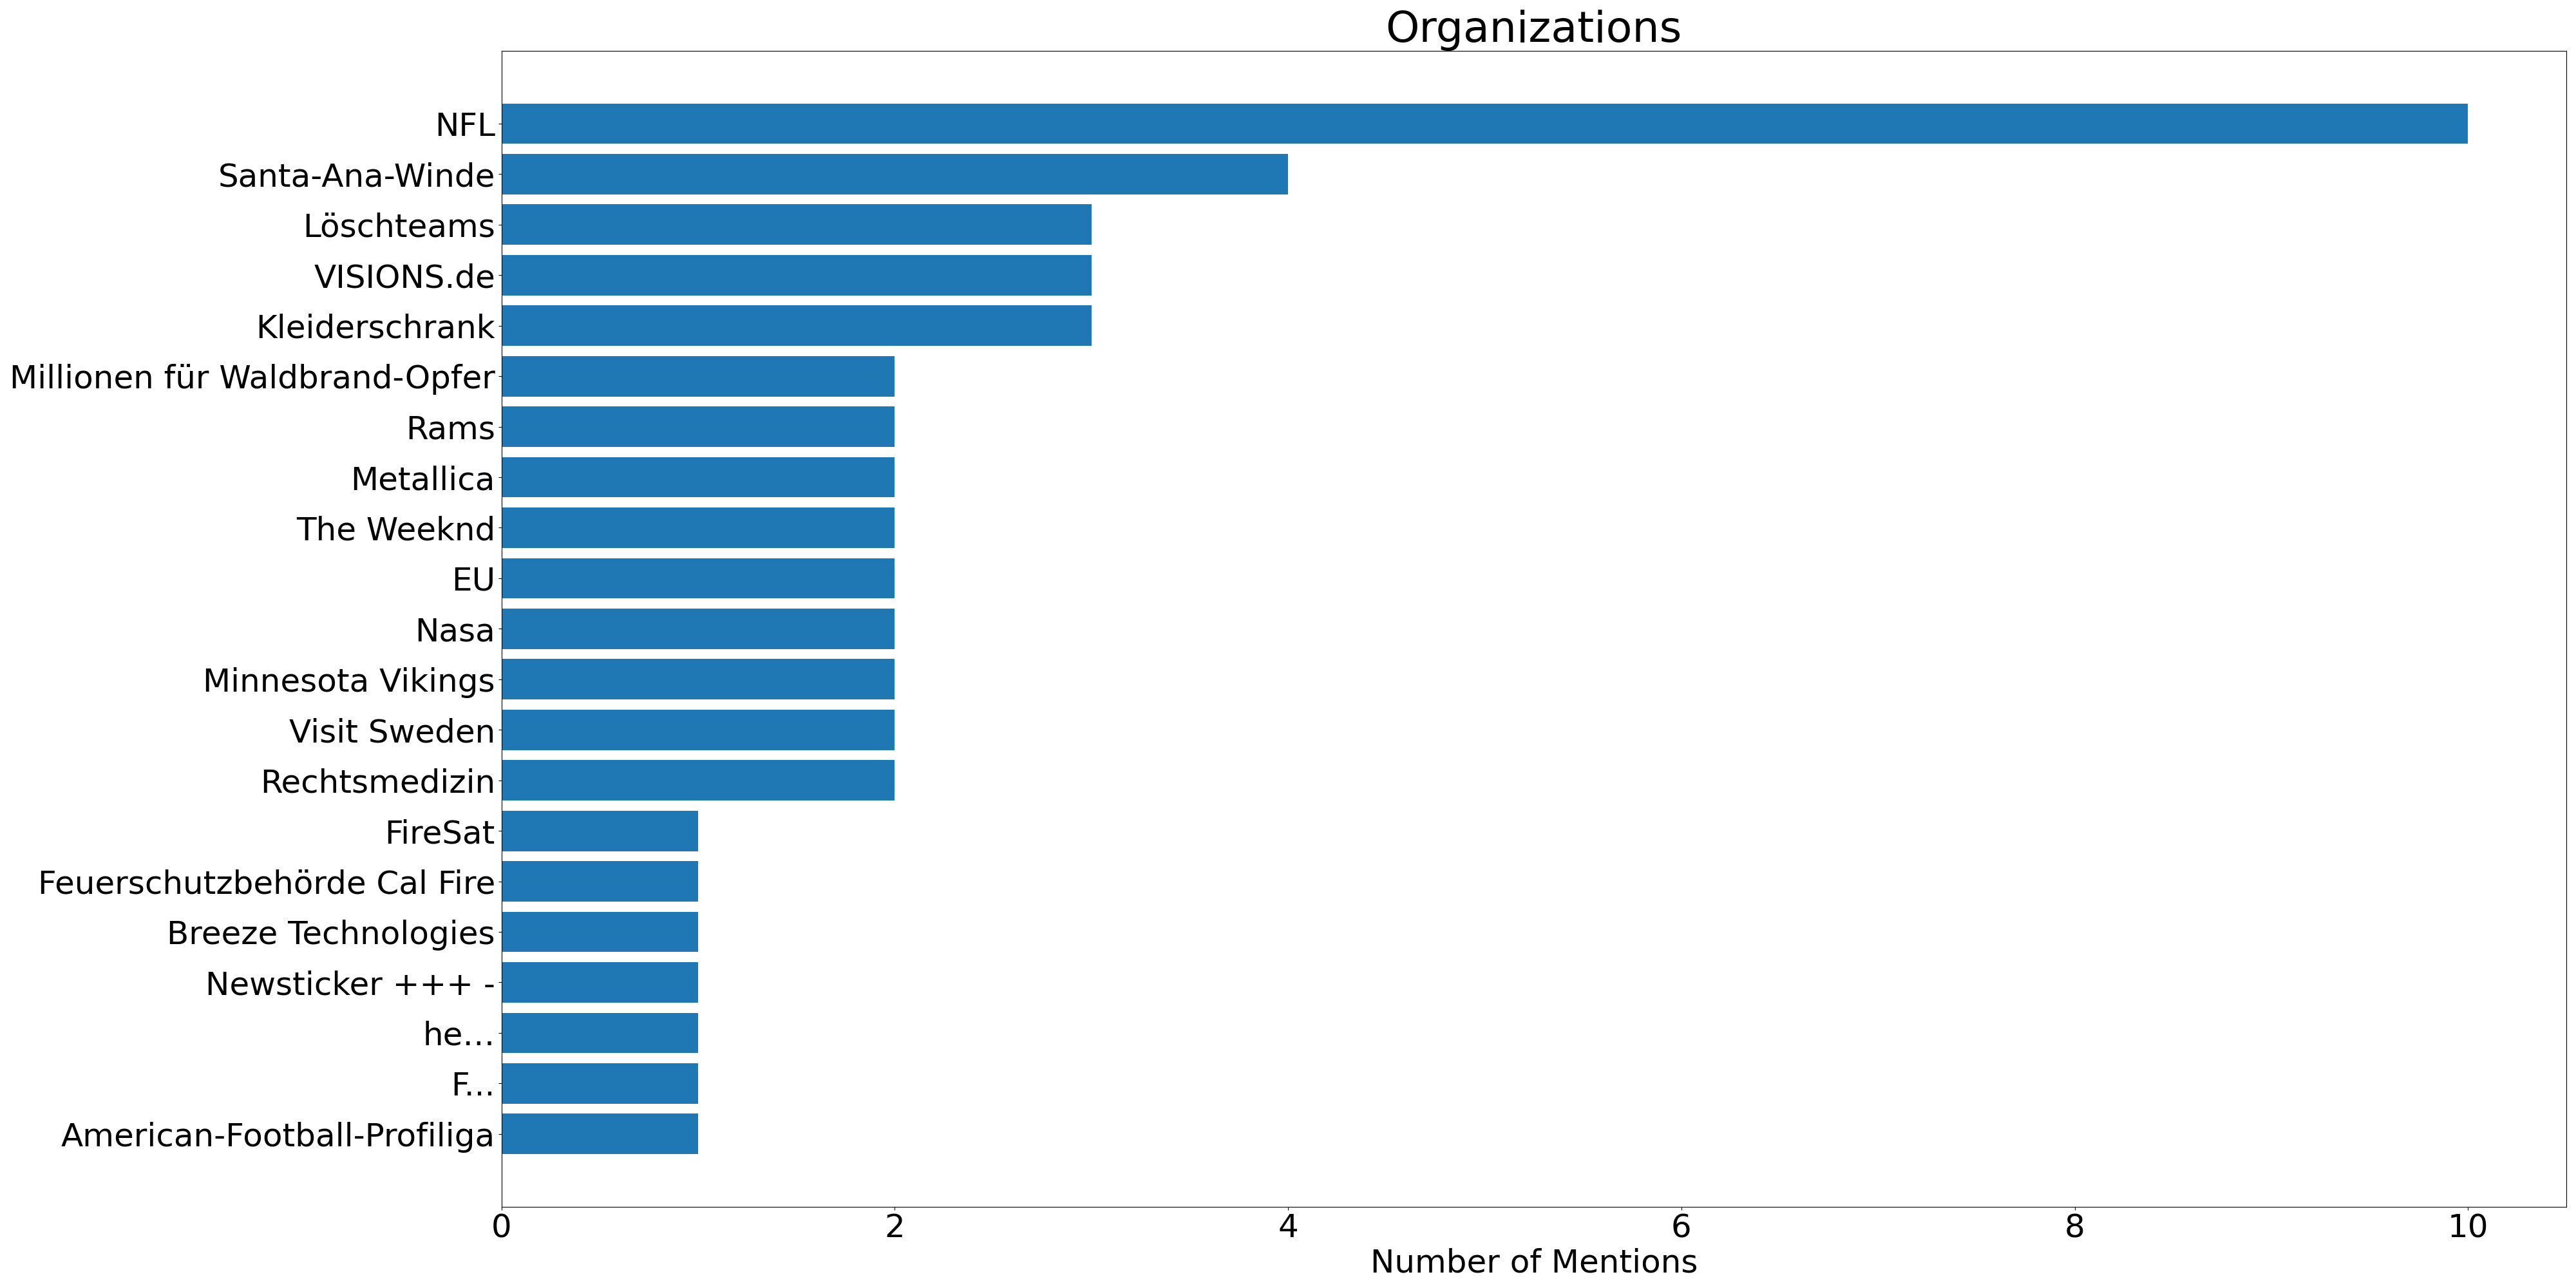 Organizations
NFL
Santa-Ana-Winde
Löschteams
VISIONS.de
Kleiderschrank
Millionen für Waldbrand-Opfer
Rams
Metallica
The Weeknd
EU
Nasa
Minnesota Vikings
Visit Sweden
Rechtsmedizin
FireSat
Feuerschutzbehörde Cal Fire
Breeze Technologies
Newsticker +++ -
he…
F...
American-Football-Profiliga
0 2 4 6 8 10
Number of Mentions